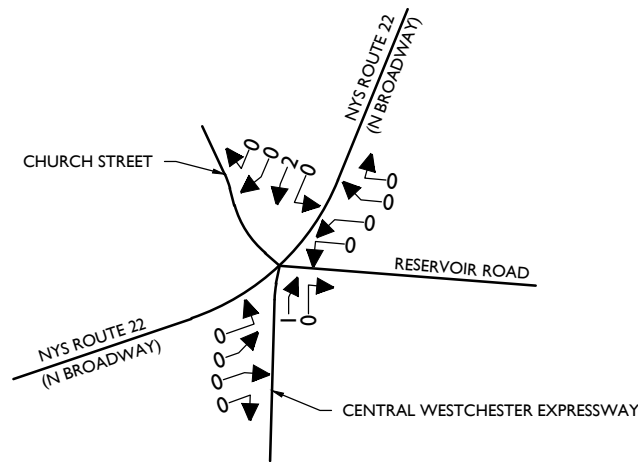 NYS ROUTE 22
(N BROADWAY)
CHURCH STREET
0
0
2
0
0
0
0
0
RESERVOIR ROAD
1
0
NYS ROUTE 22
(N BROADWAY)
0
0
0
0
CENTRAL WESTCHESTER EXPRESSWAY